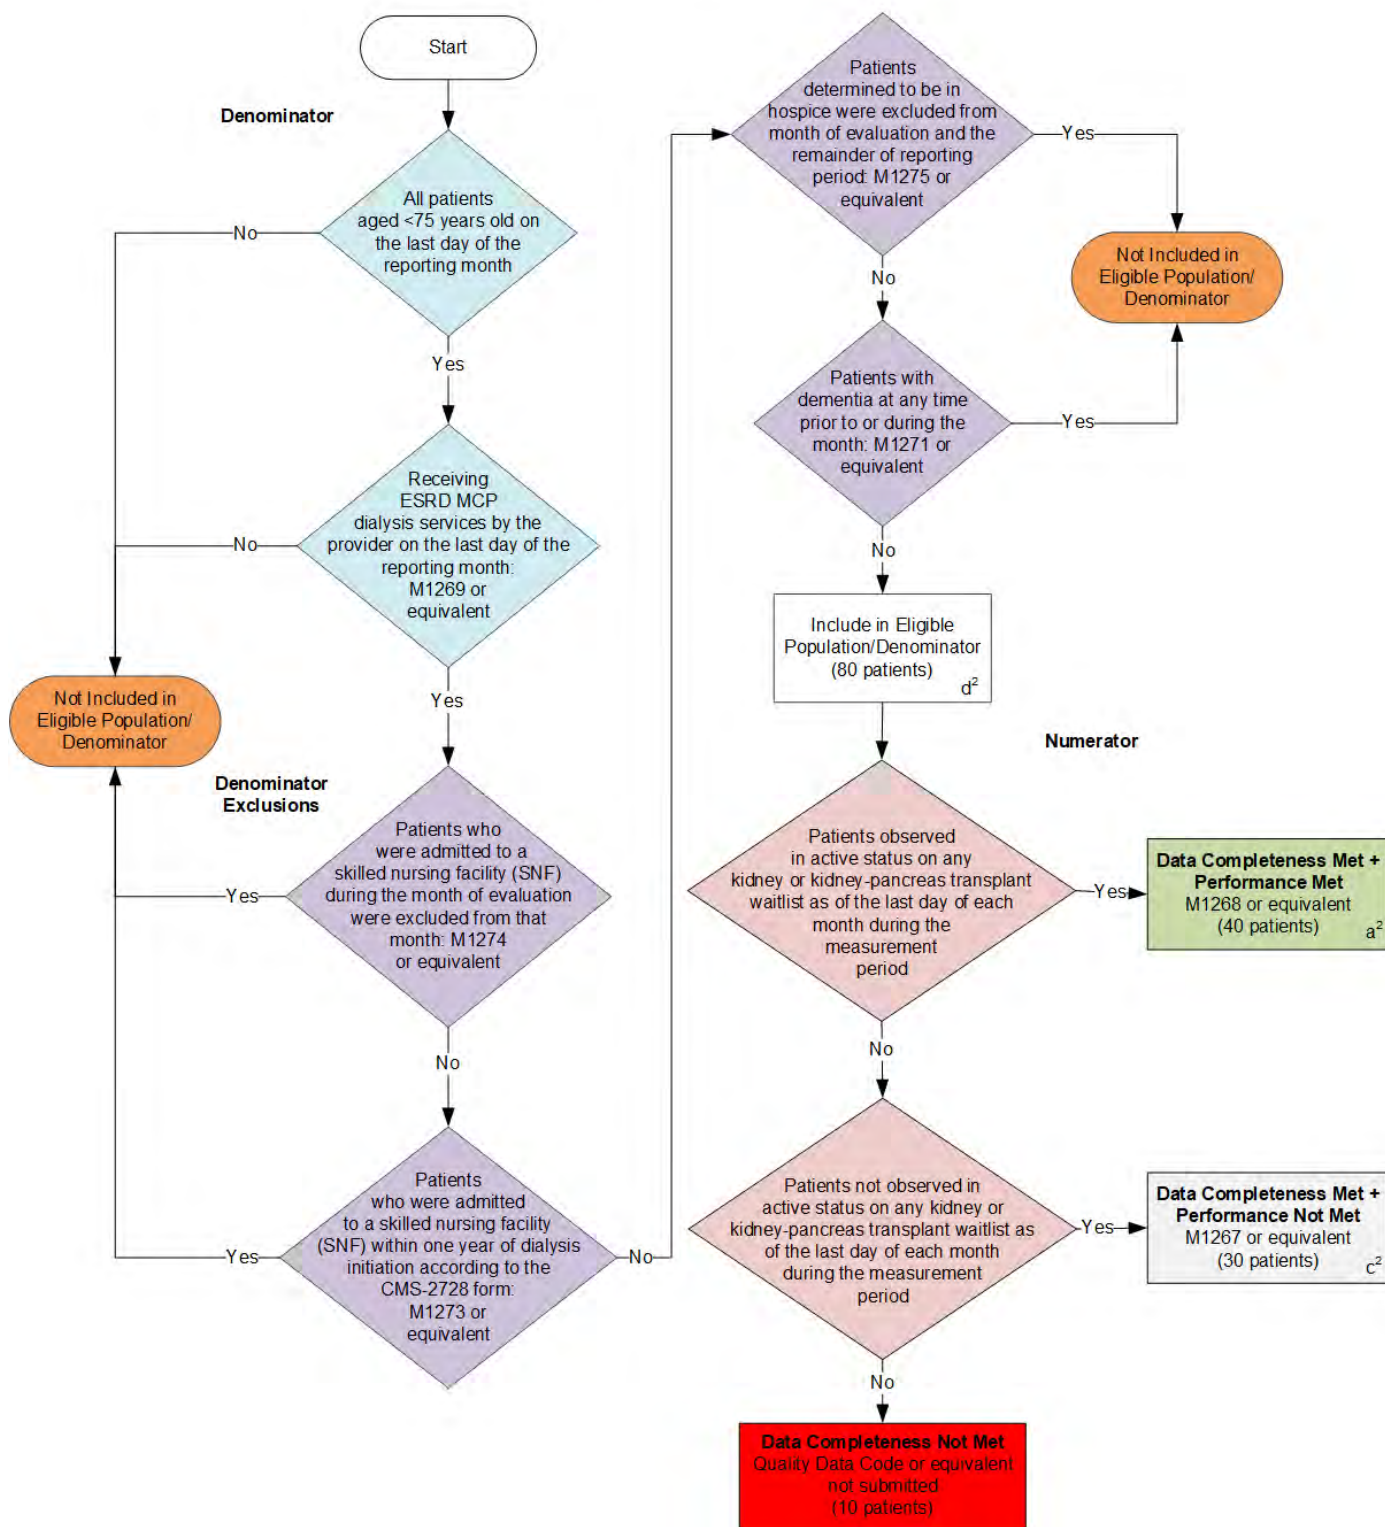 Start
Denominator
All patients
aged <75 years old on
the last day of the
reporting month
No
Yes
Receiving
ESRD MCP
dialysis services by the
provider on the last day of the
reporting month:
M1269 or
equivalent
No
Yes
Not Included in
Eligible Population/
Denominator
Denominator
Exclusions
Patients who
were admitted to a
skilled nursing facility (SNF)
during the month of evaluation
were excluded from that
month: M1274
or equivalent
Yes
No
Patients
who were admitted
to a skilled nursing facility
(SNF) within one year of dialysis
initiation according to the
CMS-2728 form:
M1273 or
equivalent
Yes
No
Patients
determined to be in
hospice were excluded from
month of evaluation and the
remainder of reporting
period: M1275 or
equivalent
Yes
No
Not Included in
Eligible Population/
Denominator
Patients with
dementia at any time
prior to or during the
month: M1271 or
equivalent
Yes
No
Include in Eligible
Population/Denominator
(80 patients)
d²
Numerator
Patients observed
in active status on any
kidney or kidney-pancreas transplant
waitlist as of the last day of each
month during the
measurement
period
Yes
No
Data Completeness Met +
Performance Met
M1268 or equivalent
(40 patients)
a²
Patients not observed in
active status on any kidney or
kidney-pancreas transplant waitlist as
of the last day of each month
during the measurement
period
Yes
No
Data Completeness Met +
Performance Not Met
M1267 or equivalent
(30 patients)
c²
Data Completeness Not Met
Quality Data Code or equivalent
not submitted
(10 patients)